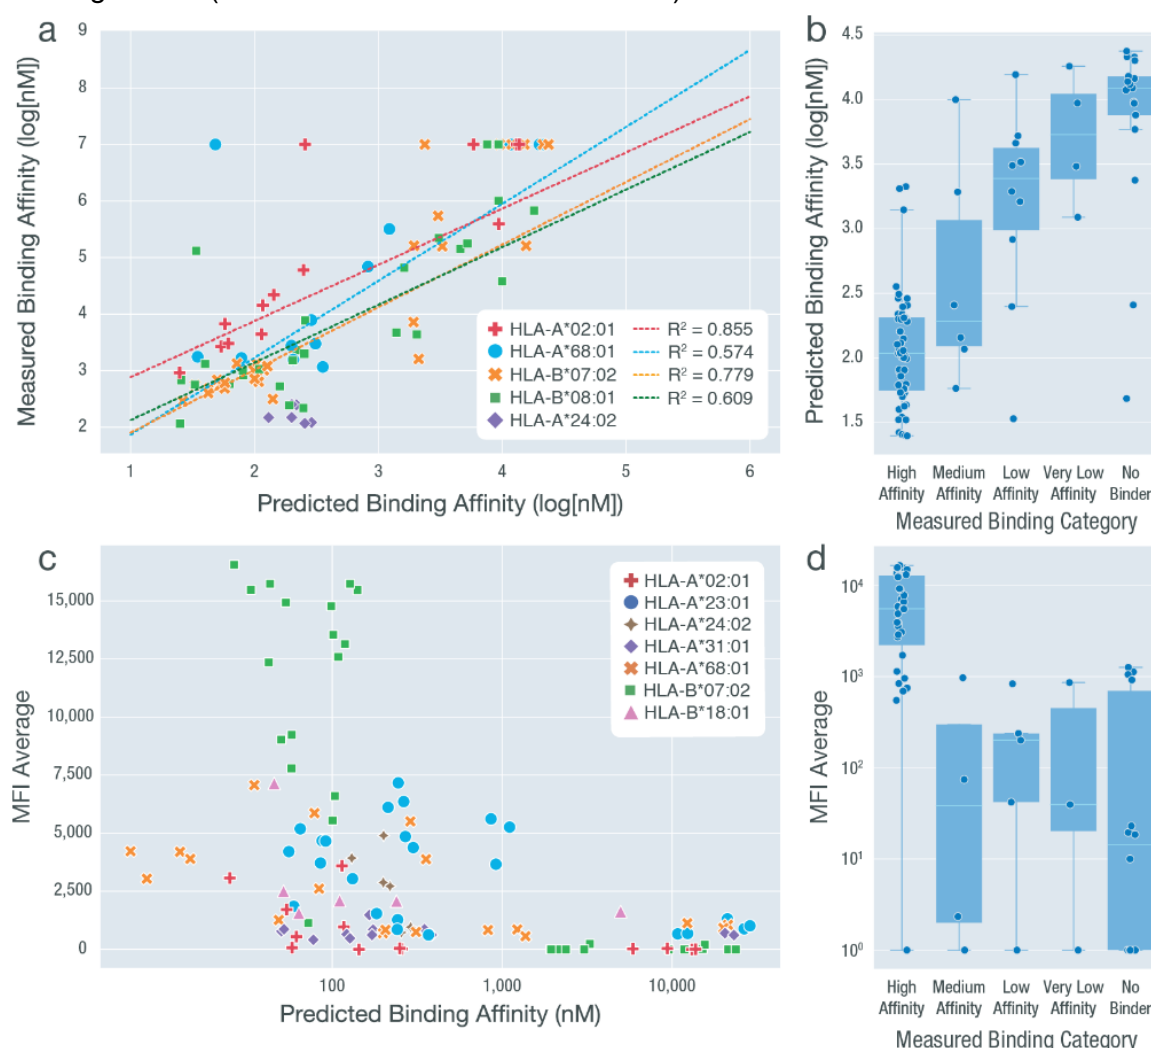 a
9
8
7
6
5
4
3
2
Measured Binding Affinity (log[nM])
HLA-A*02:01
HLA-A*68:01
HLA-B*07:02
HLA-B*08:01
HLA-A*24:02
R² = 0.855
R² = 0.574
R² = 0.779
R² = 0.609
1 2 3 4 5 6
Predicted Binding Affinity (log[nM])
b
4.5
4.0
3.5
3.0
2.5
2.0
1.5
Predicted Binding Affinity (log[nM])
High Affinity
Medium Affinity
Low Affinity
Very Low Affinity
No Binder
Measured Binding Category
c
15,000
12,500
10,000
7,500
5,000
2,500
0
MFI Average
HLA-A*02:01
HLA-A*23:01
HLA-A*24:02
HLA-A*31:01
HLA-A*68:01
HLA-B*07:02
HLA-B*18:01
100 1,000 10,000
Predicted Binding Affinity (nM)
d
10⁴
10³
10²
10¹
10⁰
MFI Average
High Affinity
Medium Affinity
Low Affinity
Very Low Affinity
No Binder
Measured Binding Category